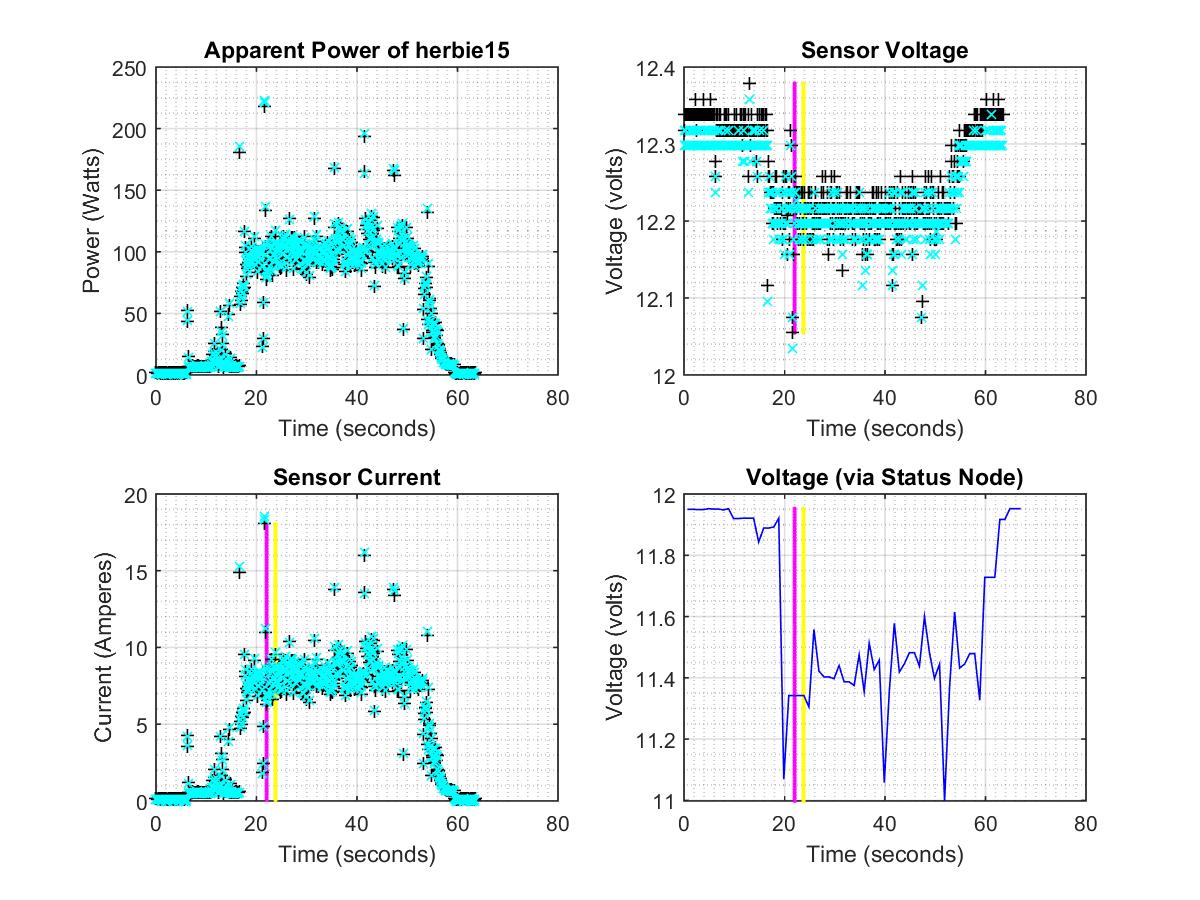 Apparent Power of herbie15
250
200
150
100
50
0
Power (Watts)
0 20 40 60 80
Time (seconds)
Sensor Voltage
12.4
12.3
12.2
12.1
12
Voltage (volts)
0 20 40 60 80
Time (seconds)
Sensor Current
20
15
10
5
0
Current (Amperes)
0 20 40 60 80
Time (seconds)
Voltage (via Status Node)
12
11.8
11.6
11.4
11.2
11
Voltage (volts)
0 20 40 60 80
Time (seconds)